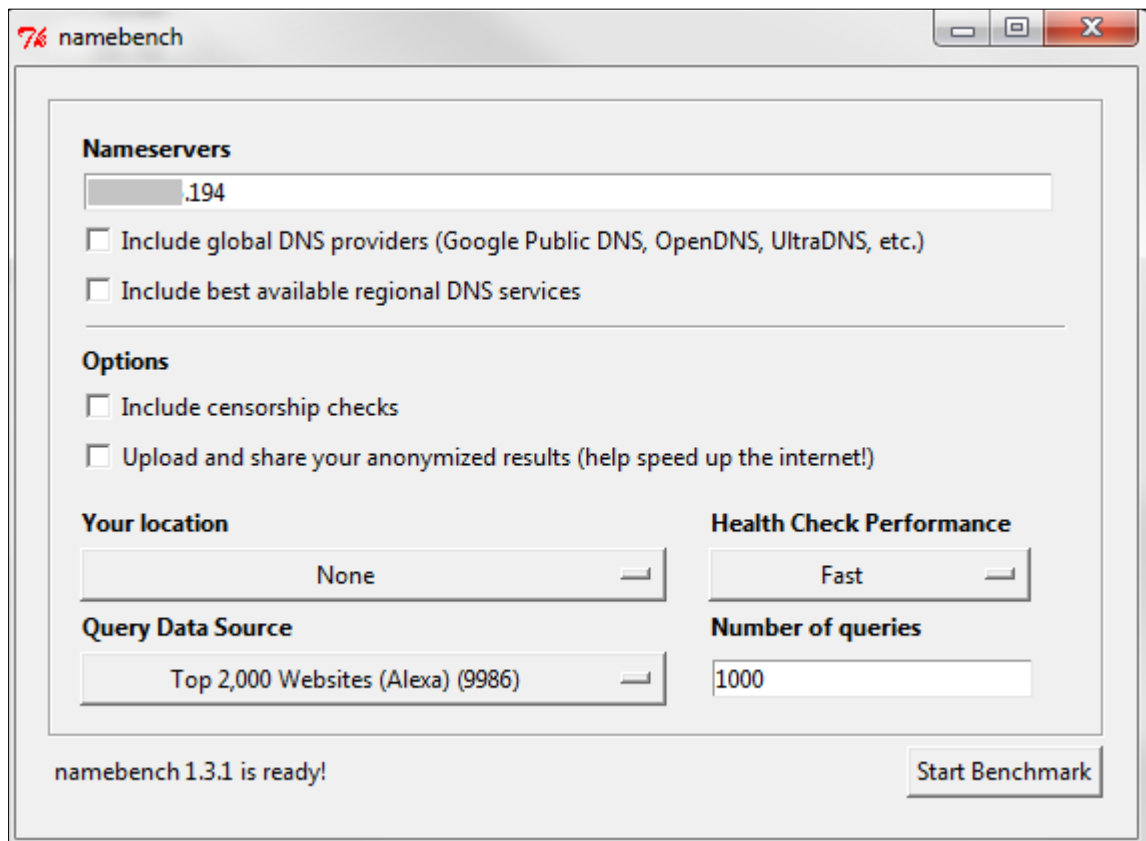 namebench
Nameservers
.194
Include global DNS providers (Google Public DNS, OpenDNS, UltraDNS, etc.)
Include best available regional DNS services
Options
Include censorship checks
Upload and share your anonymized results (help speed up the internet!)
Your location
Health Check Performance
None
Fast
Query Data Source
Number of queries
Top 2,000 Websites (Alexa) (9986)
1000
namebench 1.3.1 is ready!
Start Benchmark